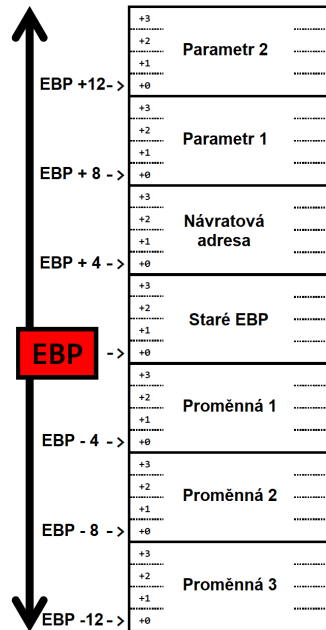 +3
+2
Parametr 2
+1
EBP +12->
+0
+3
+2
Parametr 1
+1
EBP + 8 ->
+0
+3
+2
Návratová
adresa
+1
EBP + 4 ->
+0
+3
+2
Staré EBP
+1
EBP
->
+0
+3
+2
Proměnná 1
+1
EBP - 4 ->
+0
+3
+2
Proměnná 2
+1
EBP - 8 ->
+0
+3
+2
Proměnná 3
+1
EBP -12->
+0